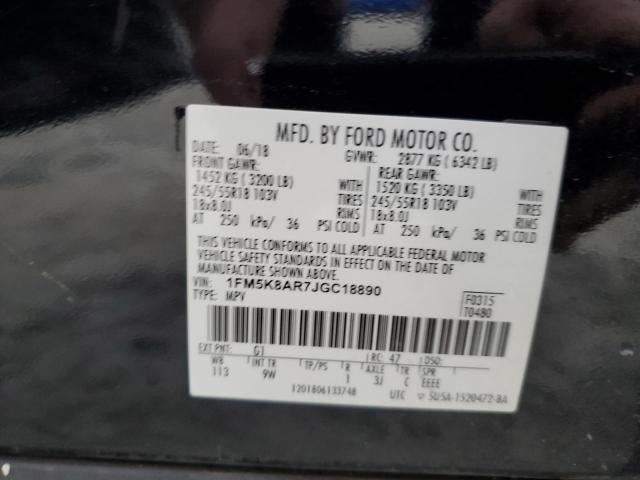 MFD. BY FORD MOTOR CO.
DATE: 06/18 GVWR: 2877 KG ( 6342 LB)
FRONT GAWR: REAR GAWR:
1452 KG ( 3200 LB) WITH 1520 KG ( 3350 LB) WITH
245/55R18 103V TIRES 245/55R18 103V TIRES
18x8.0J RIMS 18x8.0J RIMS
AT 250 kPa/ 36 PSI COLD AT 250 kPa/ 36 PSI COLD
THIS VEHICLE CONFORMS TO ALL APPLICABLE FEDERAL MOTOR
VEHICLE SAFETY STANDARDS IN EFFECT ON THE DATE OF
MANUFACTURE SHOWN ABOVE.
VIN: 1FM5K8AR7JGC18890
TYPE: MPV
F0315
T0480
EXT PNT: G1 RC: 47 DSO:
WB INT TR TP/PS R AXLE TR SPR
113 9W 1 3J C EEEE
1201806133748 UTC ▽ 5U5A-1520472-BA